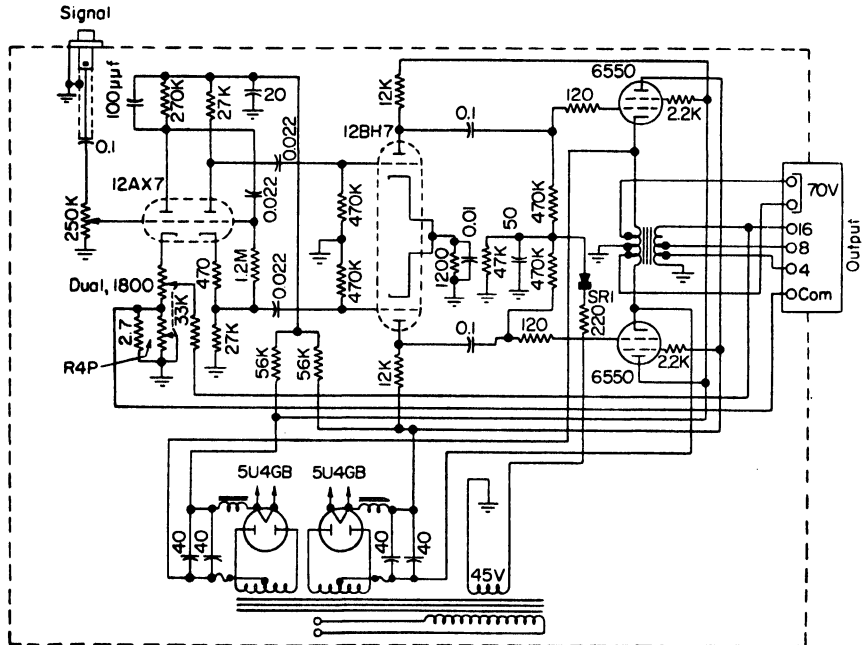 Signal
100µµf
270K
27K
20
0.1
250K
12AX7
0.022
0.022
470
1.2M
0.022
Dual, 1800
33K
2.7
R4P
27K
56K
56K
12K
12BH7
470K
470K
1200
0.01
12K
0.1
120
6550
2.2K
470K
47K
50
470K
SR1
220
0.1
120
6550
2.2K
70V
16
8
4
Com
Output
5U4GB
5U4GB
40
40
40
40
45V